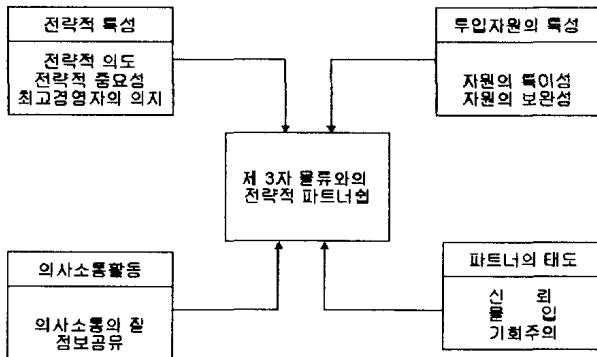 전략적 특성
전략적 의도
전략적 중요성
최고경영자의 의지
투입자원의 특성
자원의 특이성
자원의 보완성
제 3자 물류와의
전략적 파트너쉽
의사소통활동
의사소통의 질
정보공유
파트너의 태도
신 뢰
몰 입
기회주의